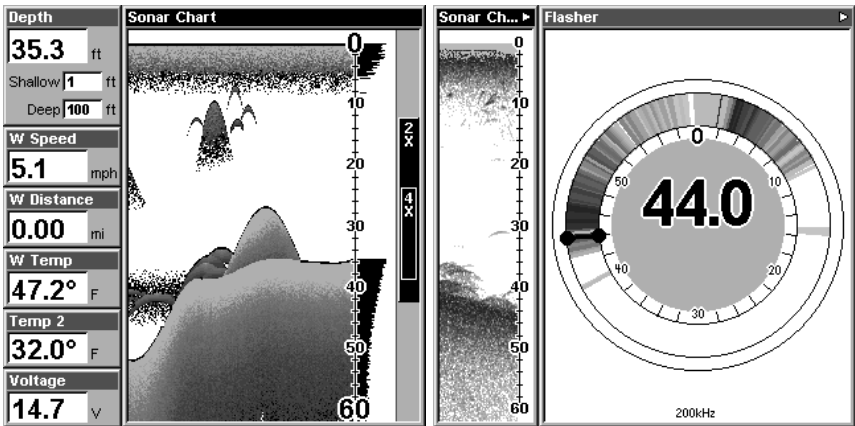 Depth
35.3 ft
Shallow 1 ft
Deep 100 ft
W Speed
5.1 mph
W Distance
0.00 mi
W Temp
47.2° F
Temp 2
32.0° F
Voltage
14.7 V
Sonar Chart
0
10
20
30
40
50
60
2X
4X
Sonar Ch...
0
10
20
30
40
50
60
Flasher
0
10
20
30
40
50
44.0
200kHz